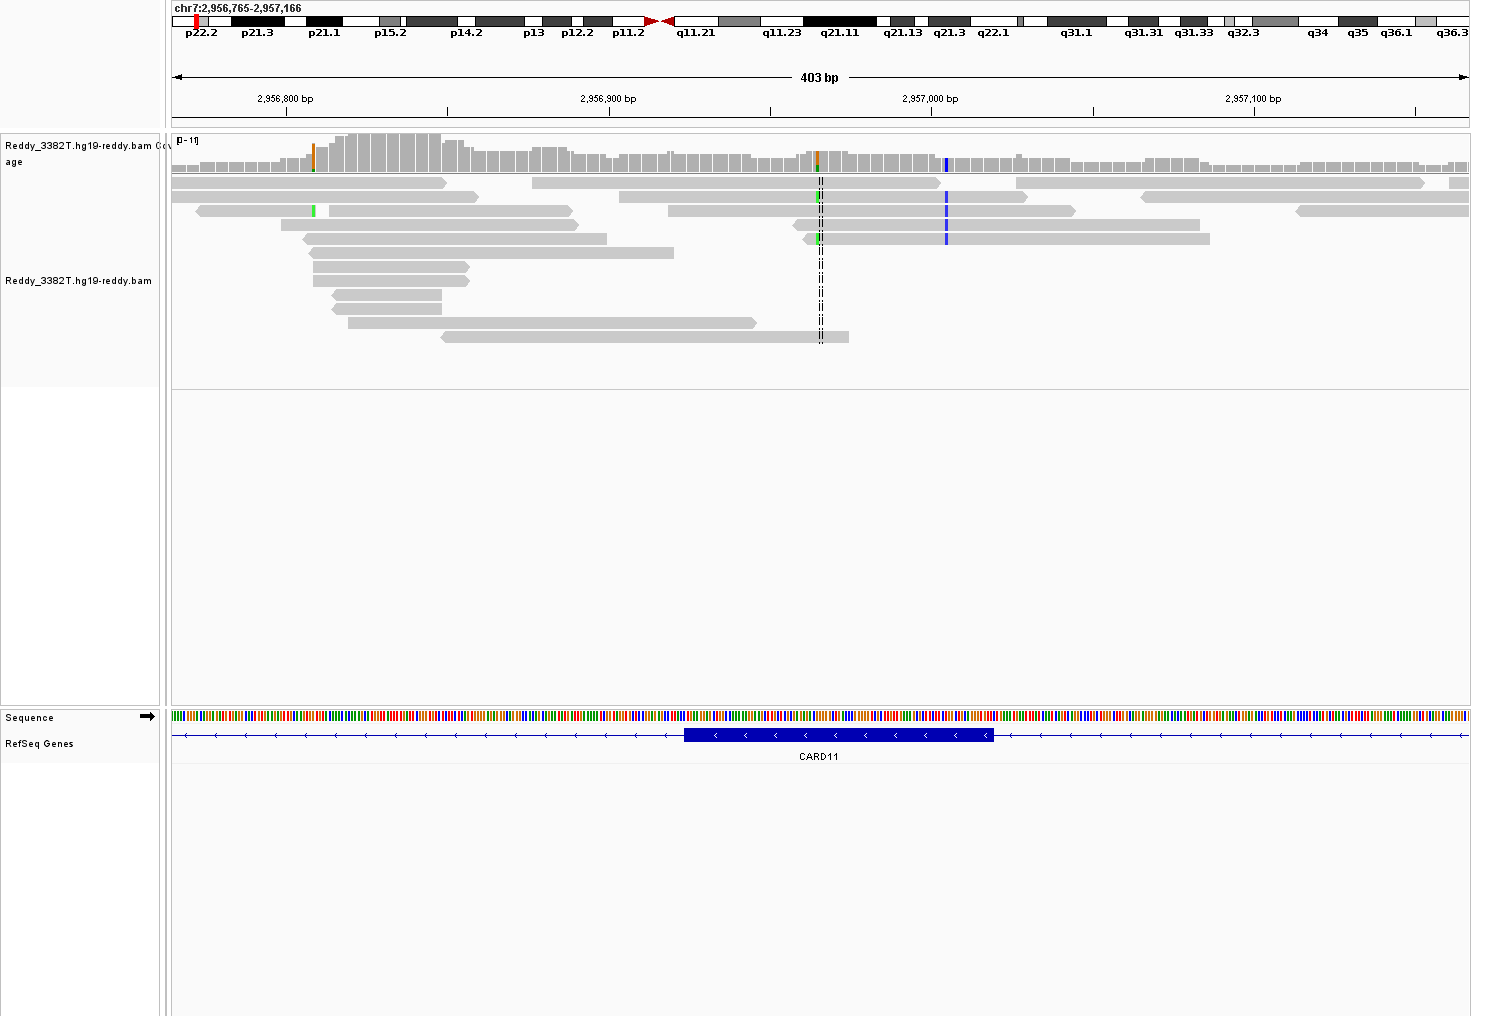 chr7:2,956,765-2,957,166
p22.2 p21.3 p21.1 p15.2 p14.2 p13 p12.2 p11.2 q11.21 q11.23 q21.11 q21.13 q21.3 q22.1 q31.1 q31.31 q31.33 q32.3 q34 q35 q36.1 q36.3
403 bp
2,956,800 bp 2,956,900 bp 2,957,000 bp 2,957,100 bp
[0 - 11]
Reddy_3382T.hg19-reddy.bam Cov
age
Reddy_3382T.hg19-reddy.bam
Sequence
RefSeq Genes
CARD11